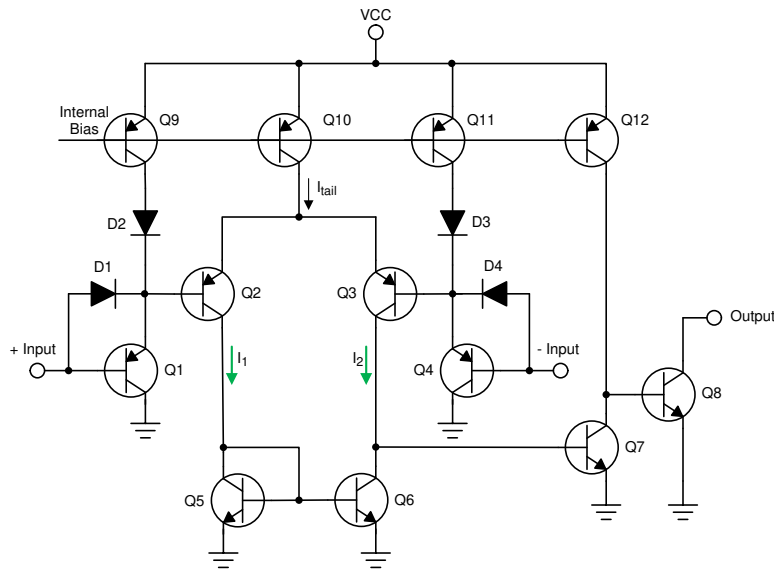 VCC
Internal
Bias
Q9
Q10
Q11
Q12
Itail
D2
D3
D1
D4
Q2
Q3
+ Input
Q1
I1
I2
Q4
- Input
Output
Q8
Q7
Q5
Q6